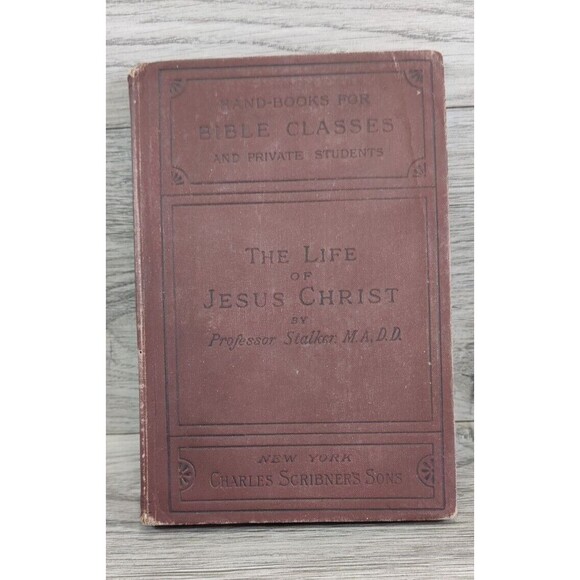 HAND-BOOKS FOR
BIBLE CLASSES
AND PRIVATE STUDENTS
THE LIFE
OF
JESUS CHRIST
BY
Professor Stalker, M.A., D.D.
NEW YORK
CHARLES SCRIBNER'S SONS